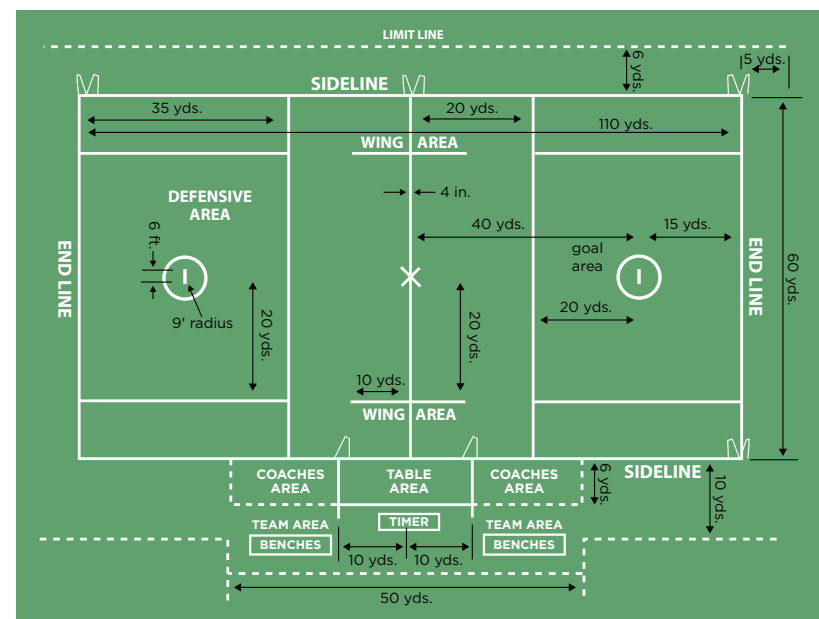 LIMIT LINE
6 yds.
5 yds.
SIDELINE
35 yds.
20 yds.
110 yds.
WING AREA
DEFENSIVE
AREA
4 in.
6 ft.
40 yds.
15 yds.
goal
area
END LINE
END LINE
60 yds.
9' radius
20 yds.
20 yds.
20 yds.
10 yds.
WING AREA
COACHES
AREA
TABLE
AREA
COACHES
AREA
6 yds.
SIDELINE
10 yds.
TEAM AREA
BENCHES
TIMER
TEAM AREA
BENCHES
10 yds.
10 yds.
50 yds.